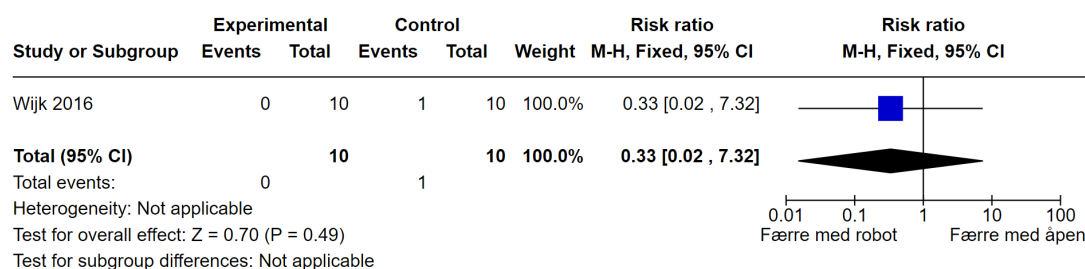 Experimental Control Risk ratio Risk ratio
Study or Subgroup Events Total Events Total Weight M-H, Fixed, 95% CI M-H, Fixed, 95% CI
Wijk 2016 0 10 1 10 100.0% 0.33 [0.02 , 7.32]
Total (95% CI) 10 10 100.0% 0.33 [0.02 , 7.32]
Total events: 0 1
Heterogeneity: Not applicable
0.01 0.1 1 10 100
Test for overall effect: Z = 0.70 (P = 0.49)
Færre med robot Færre med åpen
Test for subgroup differences: Not applicable